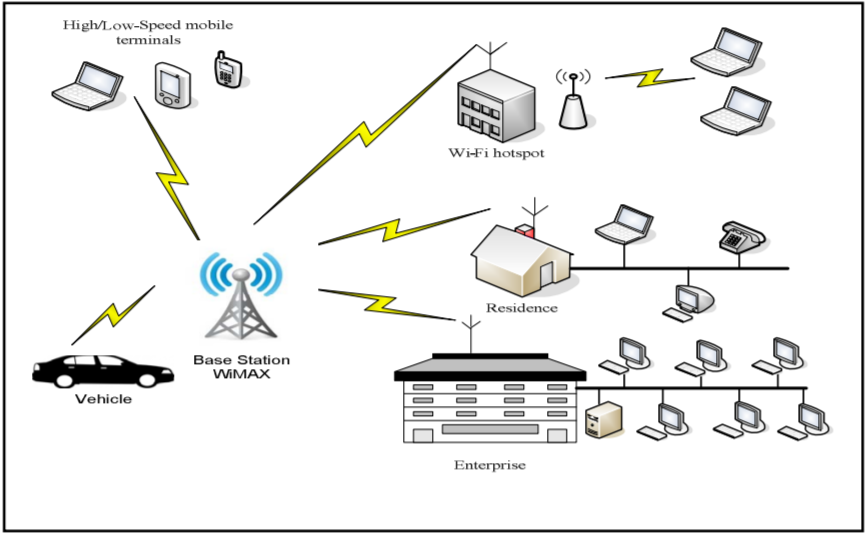 High/Low-Speed mobile
terminals
Wi-Fi hotspot
Residence
Base Station
WiMAX
Vehicle
Enterprise